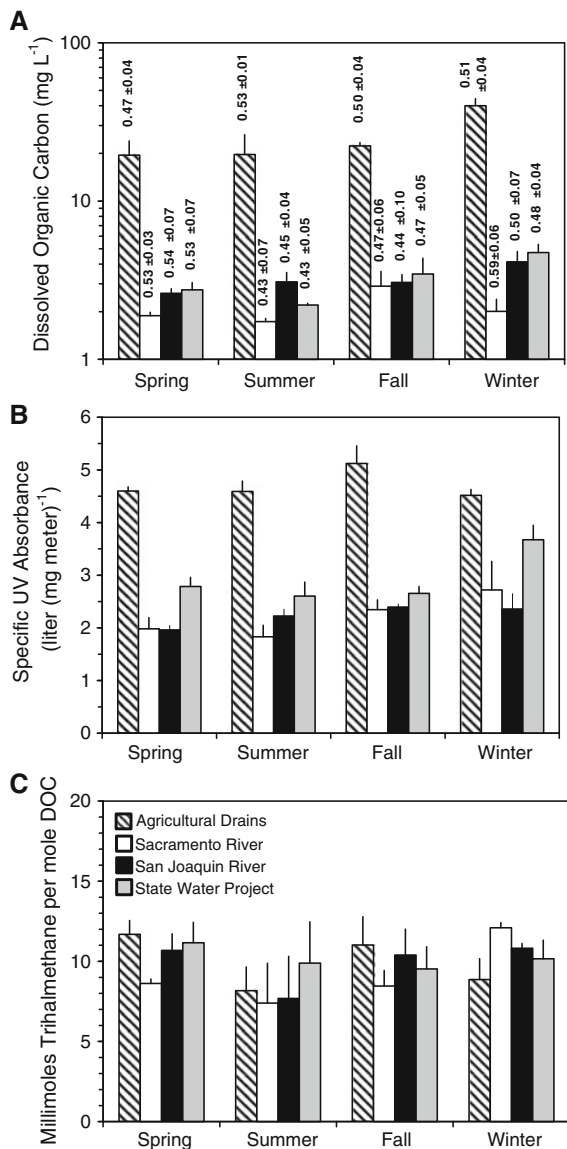 A
Dissolved Organic Carbon (mg L-1)
100
10
1
0.47 ±0.04
0.53 ±0.03
0.54 ±0.07
0.53 ±0.07
0.53 ±0.01
0.43 ±0.07
0.45 ±0.04
0.43 ±0.05
0.50 ±0.04
0.47±0.06
0.44 ±0.10
0.47 ±0.05
0.51
±0.04
0.59±0.06
0.50 ±0.07
0.48 ±0.04
Spring Summer Fall Winter
B
Specific UV Absorbance
(liter (mg meter)-1
6
5
4
3
2
1
0
Spring Summer Fall Winter
C
Millimoles Trihalmethane per mole DOC
20
15
10
5
0
Agricultural Drains
Sacramento River
San Joaquin River
State Water Project
Spring Summer Fall Winter